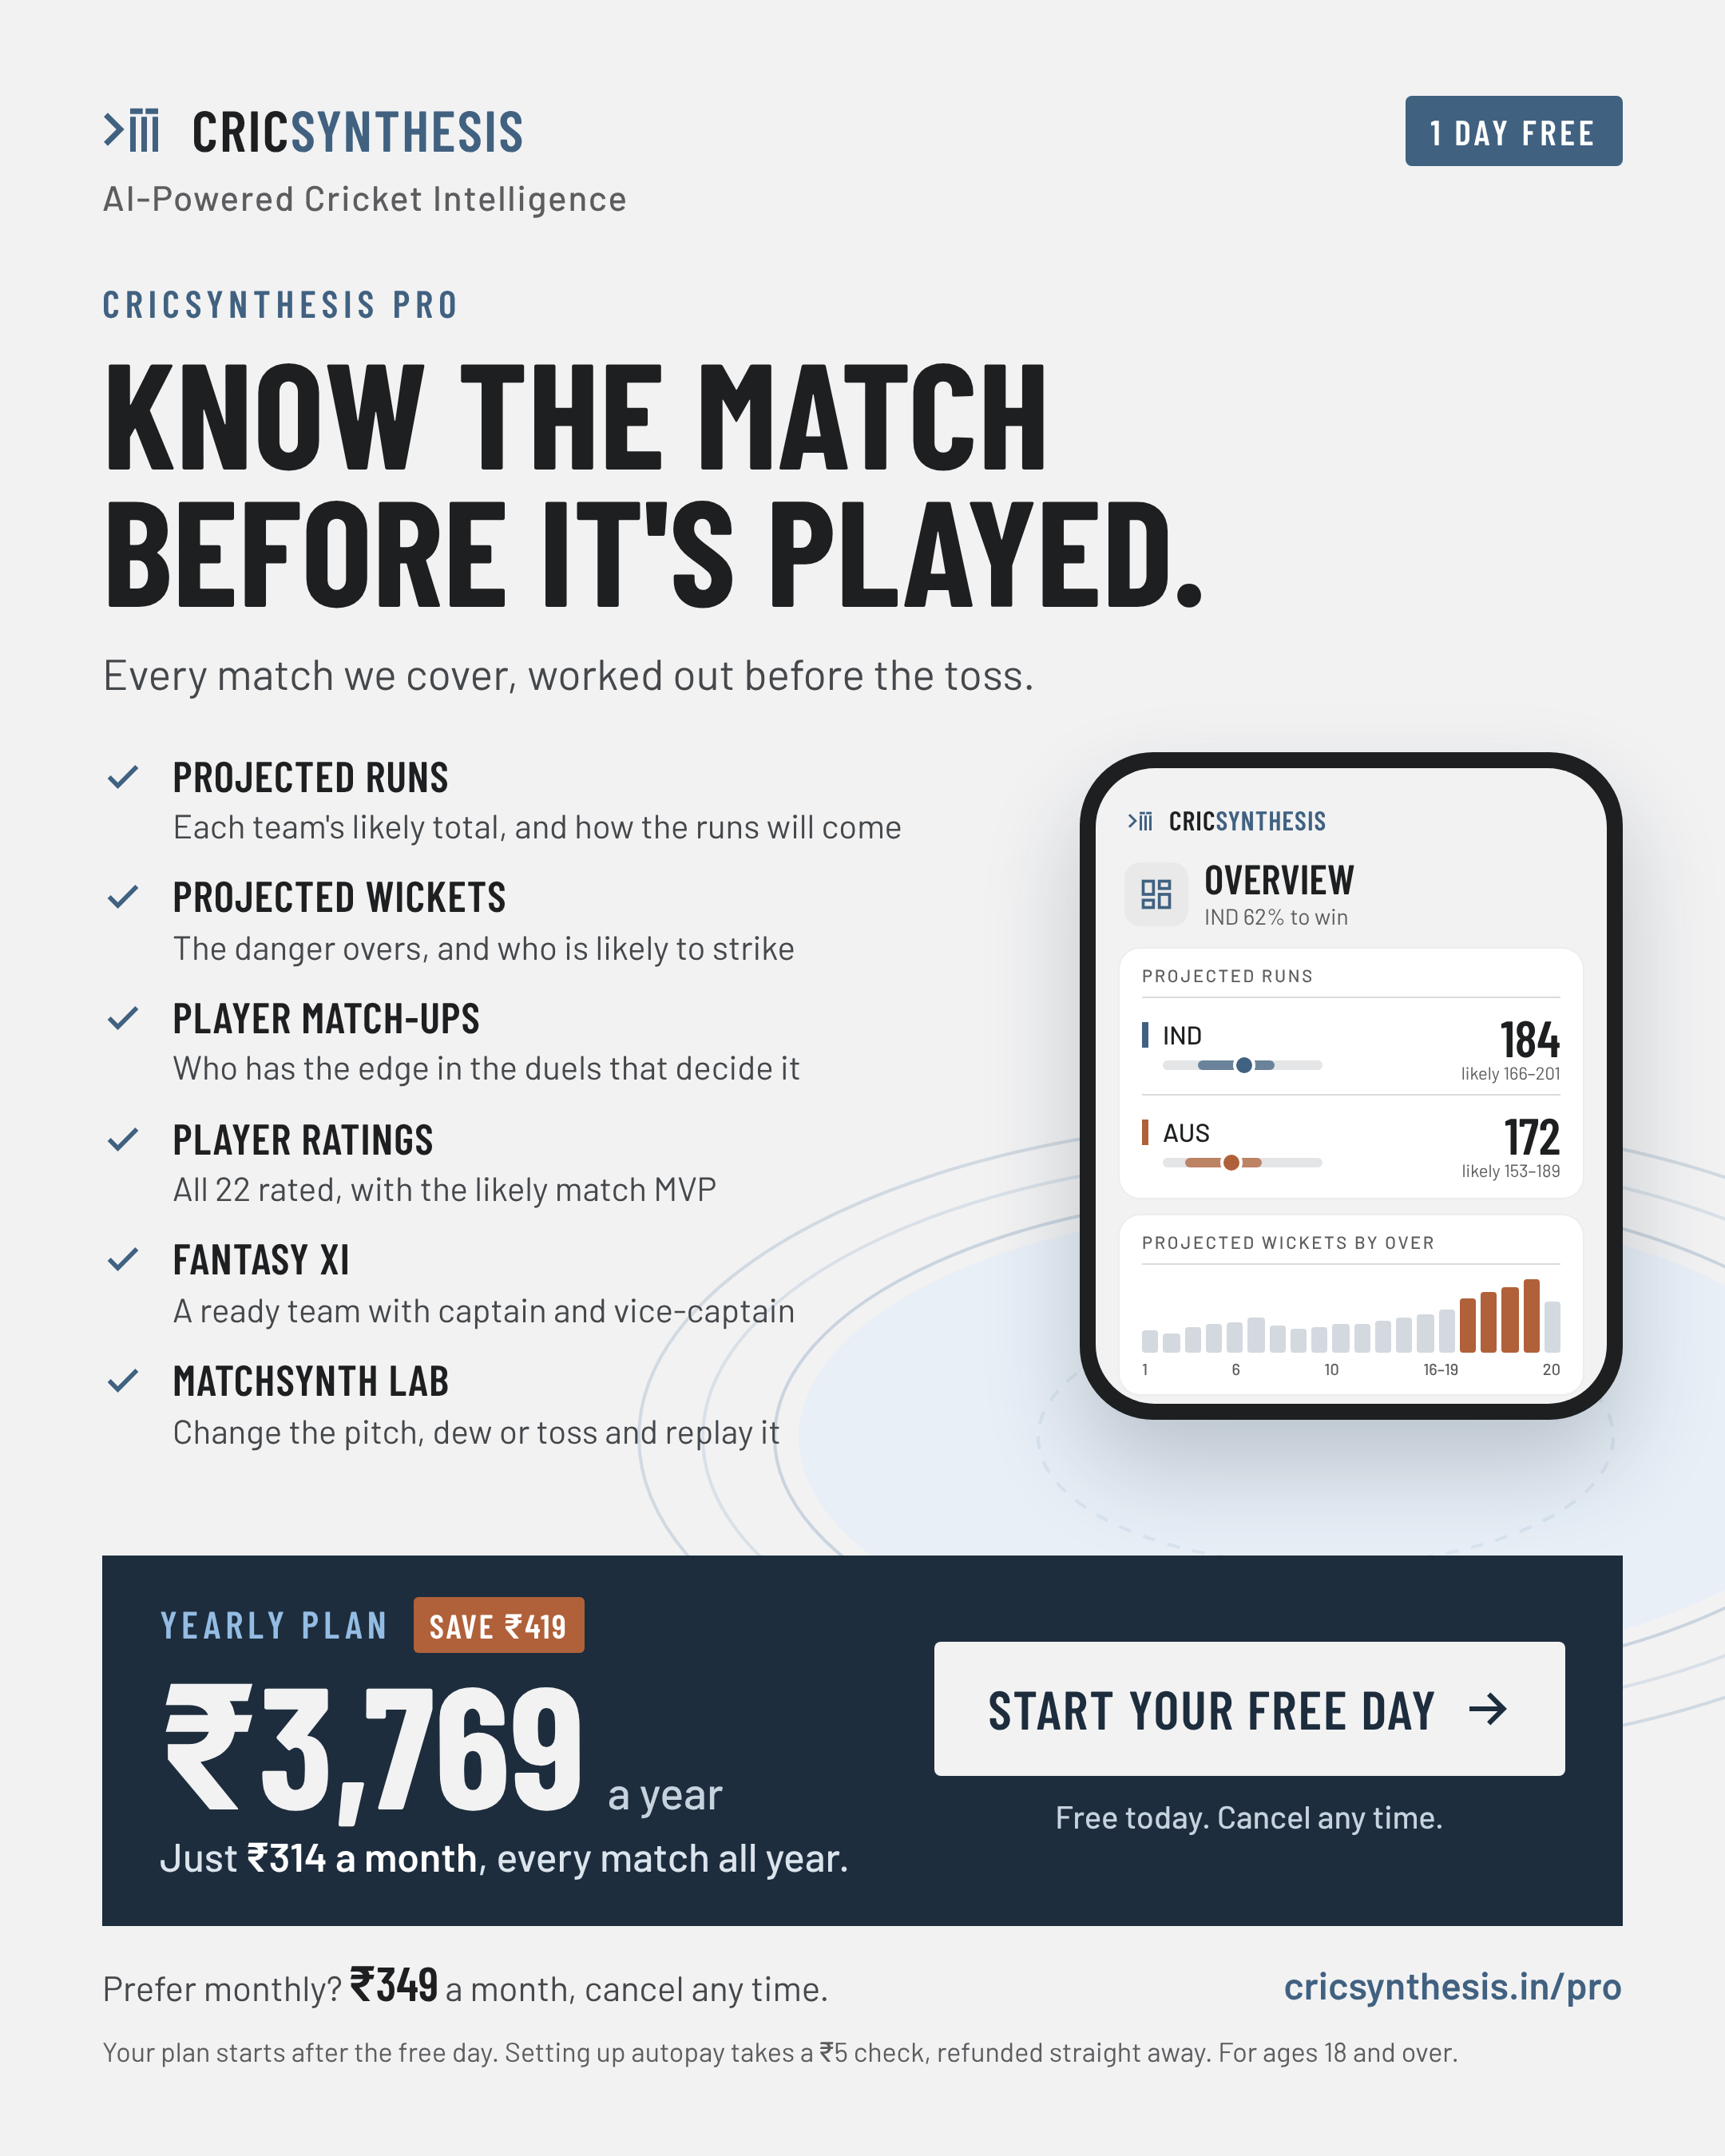 CRICSYNTHESIS
1 DAY FREE
AI-Powered Cricket Intelligence
CRICSYNTHESIS PRO
KNOW THE MATCH
BEFORE IT'S PLAYED.
Every match we cover, worked out before the toss.
PROJECTED RUNS
Each team's likely total, and how the runs will come
PROJECTED WICKETS
The danger overs, and who is likely to strike
PLAYER MATCH-UPS
Who has the edge in the duels that decide it
PLAYER RATINGS
All 22 rated, with the likely match MVP
FANTASY XI
A ready team with captain and vice-captain
MATCHSYNTH LAB
Change the pitch, dew or toss and replay it
CRICSYNTHESIS
OVERVIEW
IND 62% to win
PROJECTED RUNS
IND 184
likely 166–201
AUS 172
likely 153–189
PROJECTED WICKETS BY OVER
1 6 10 16–19 20
YEARLY PLAN SAVE ₹419
₹3,769 a year
Just ₹314 a month, every match all year.
START YOUR FREE DAY →
Free today. Cancel any time.
Prefer monthly? ₹349 a month, cancel any time.
cricsynthesis.in/pro
Your plan starts after the free day. Setting up autopay takes a ₹5 check, refunded straight away. For ages 18 and over.